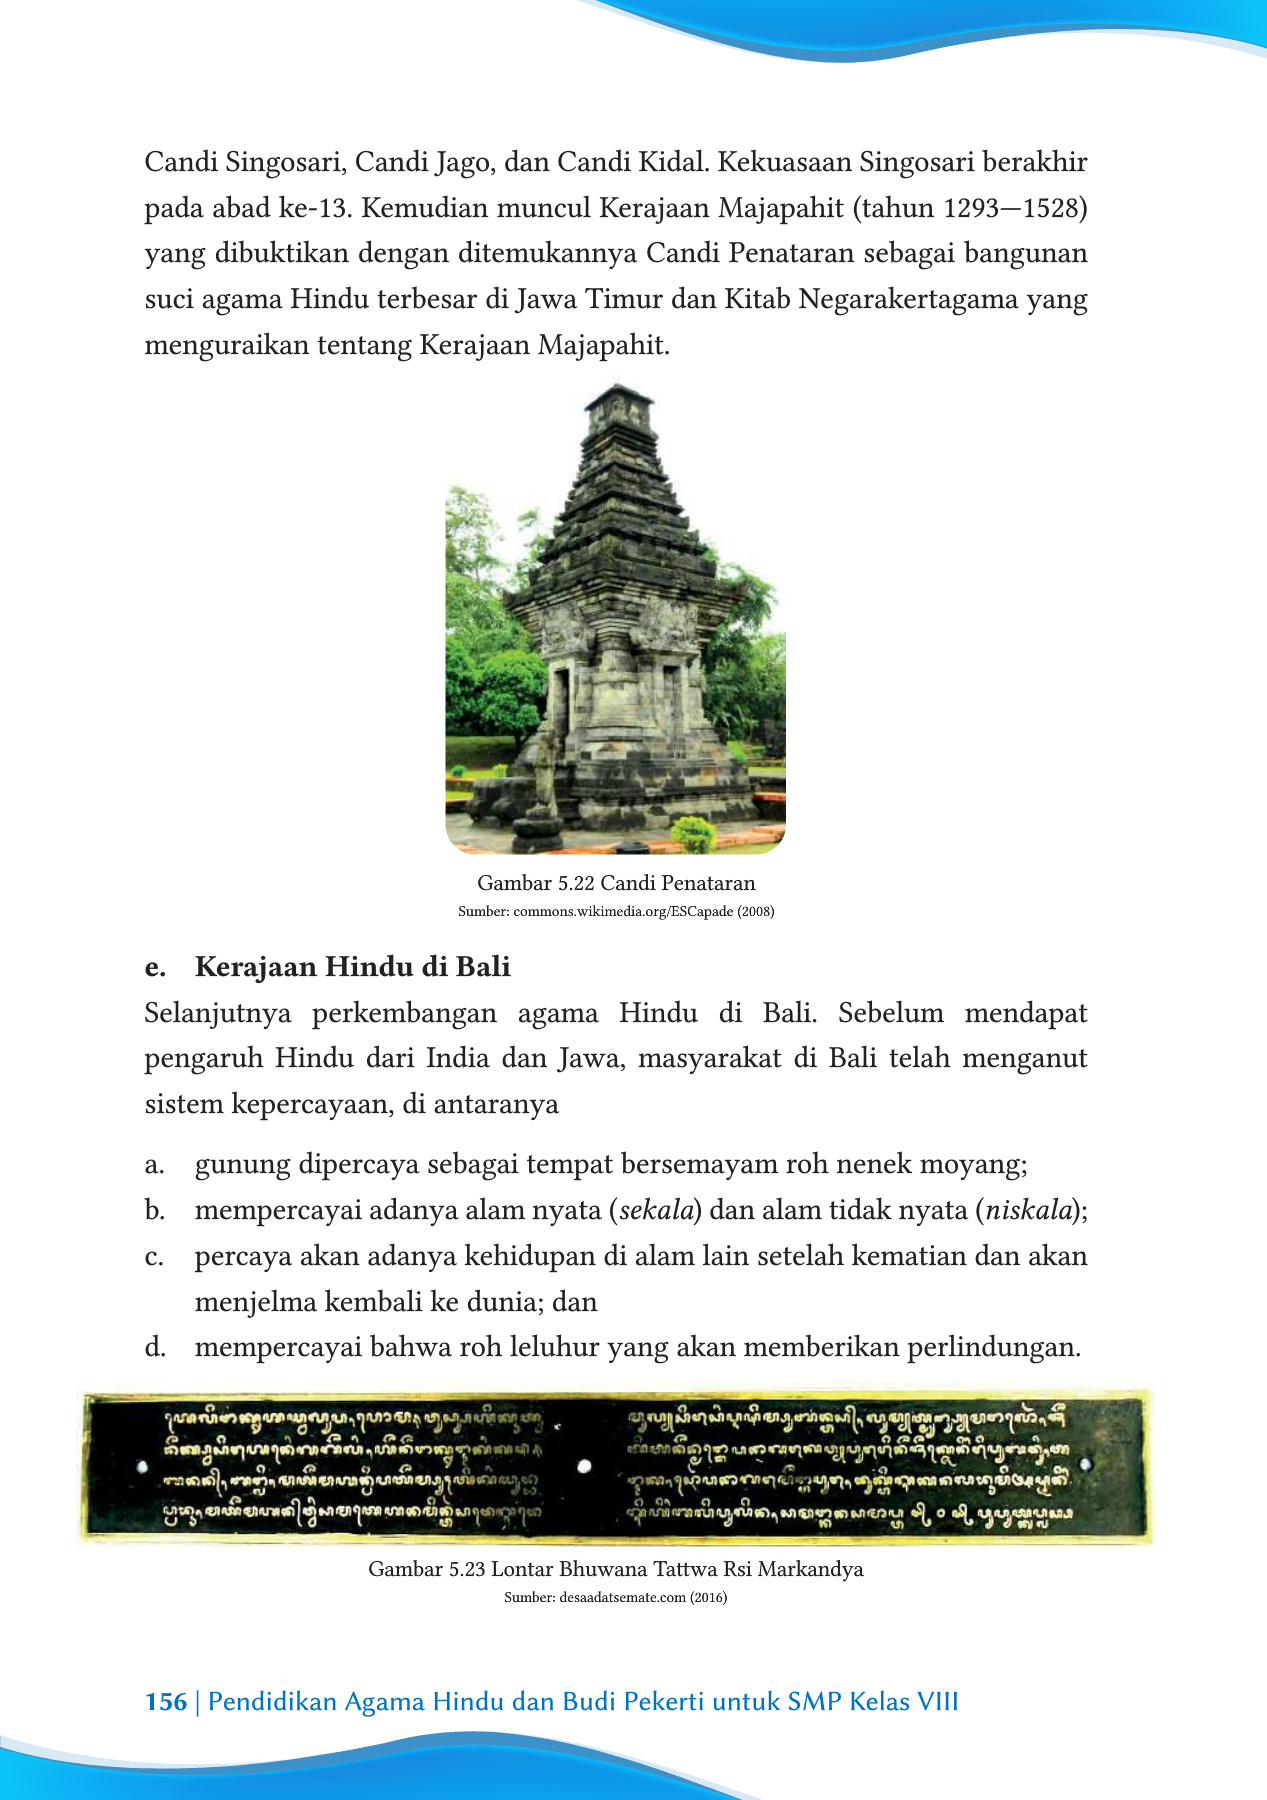 Candi Singosari, Candi Jago, dan Candi Kidal. Kekuasaan Singosari berakhir
pada abad ke-13. Kemudian muncul Kerajaan Majapahit (tahun 1293—1528)
yang dibuktikan dengan ditemukannya Candi Penataran sebagai bangunan
suci agama Hindu terbesar di Jawa Timur dan Kitab Negarakertagama yang
menguraikan tentang Kerajaan Majapahit.
Gambar 5.22 Candi Penataran
Sumber: commons.wikimedia.org/ESCapade (2008)
e. Kerajaan Hindu di Bali
Selanjutnya perkembangan agama Hindu di Bali. Sebelum mendapat
pengaruh Hindu dari India dan Jawa, masyarakat di Bali telah menganut
sistem kepercayaan, di antaranya
a. gunung dipercaya sebagai tempat bersemayam roh nenek moyang;
b. mempercayai adanya alam nyata (sekala) dan alam tidak nyata (niskala);
c. percaya akan adanya kehidupan di alam lain setelah kematian dan akan
menjelma kembali ke dunia; dan
d. mempercayai bahwa roh leluhur yang akan memberikan perlindungan.
Gambar 5.23 Lontar Bhuwana Tattwa Rsi Markandya
Sumber: desaadatsemate.com (2016)
156 | Pendidikan Agama Hindu dan Budi Pekerti untuk SMP Kelas VIII